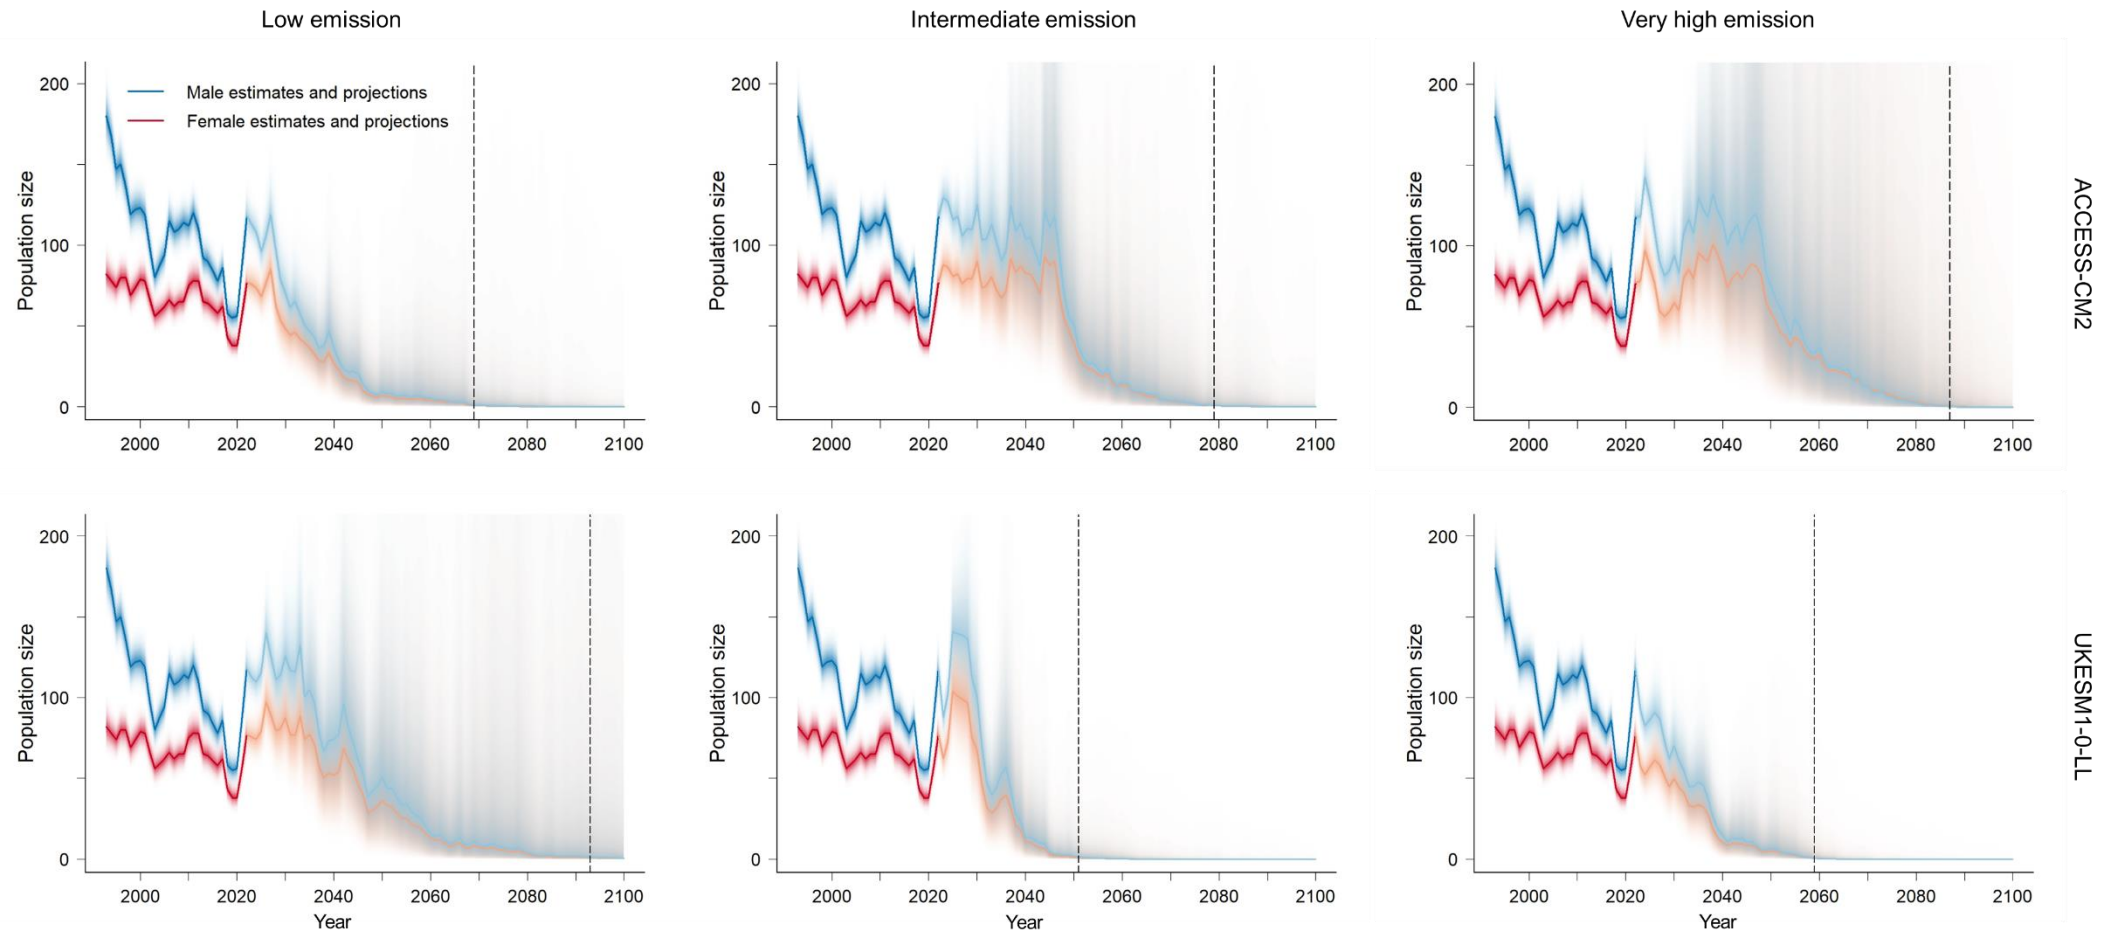 Low emission
Intermediate emission
Very high emission
Population size
200
100
0
Male estimates and projections
Female estimates and projections
2000 2020 2040 2060 2080 2100
Population size
200
100
0
2000 2020 2040 2060 2080 2100
Population size
200
100
0
2000 2020 2040 2060 2080 2100
ACCESS-CM2
Population size
200
100
0
2000 2020 2040 2060 2080 2100
Year
Population size
200
100
0
2000 2020 2040 2060 2080 2100
Year
Population size
200
100
0
2000 2020 2040 2060 2080 2100
Year
UKESM1-0-LL